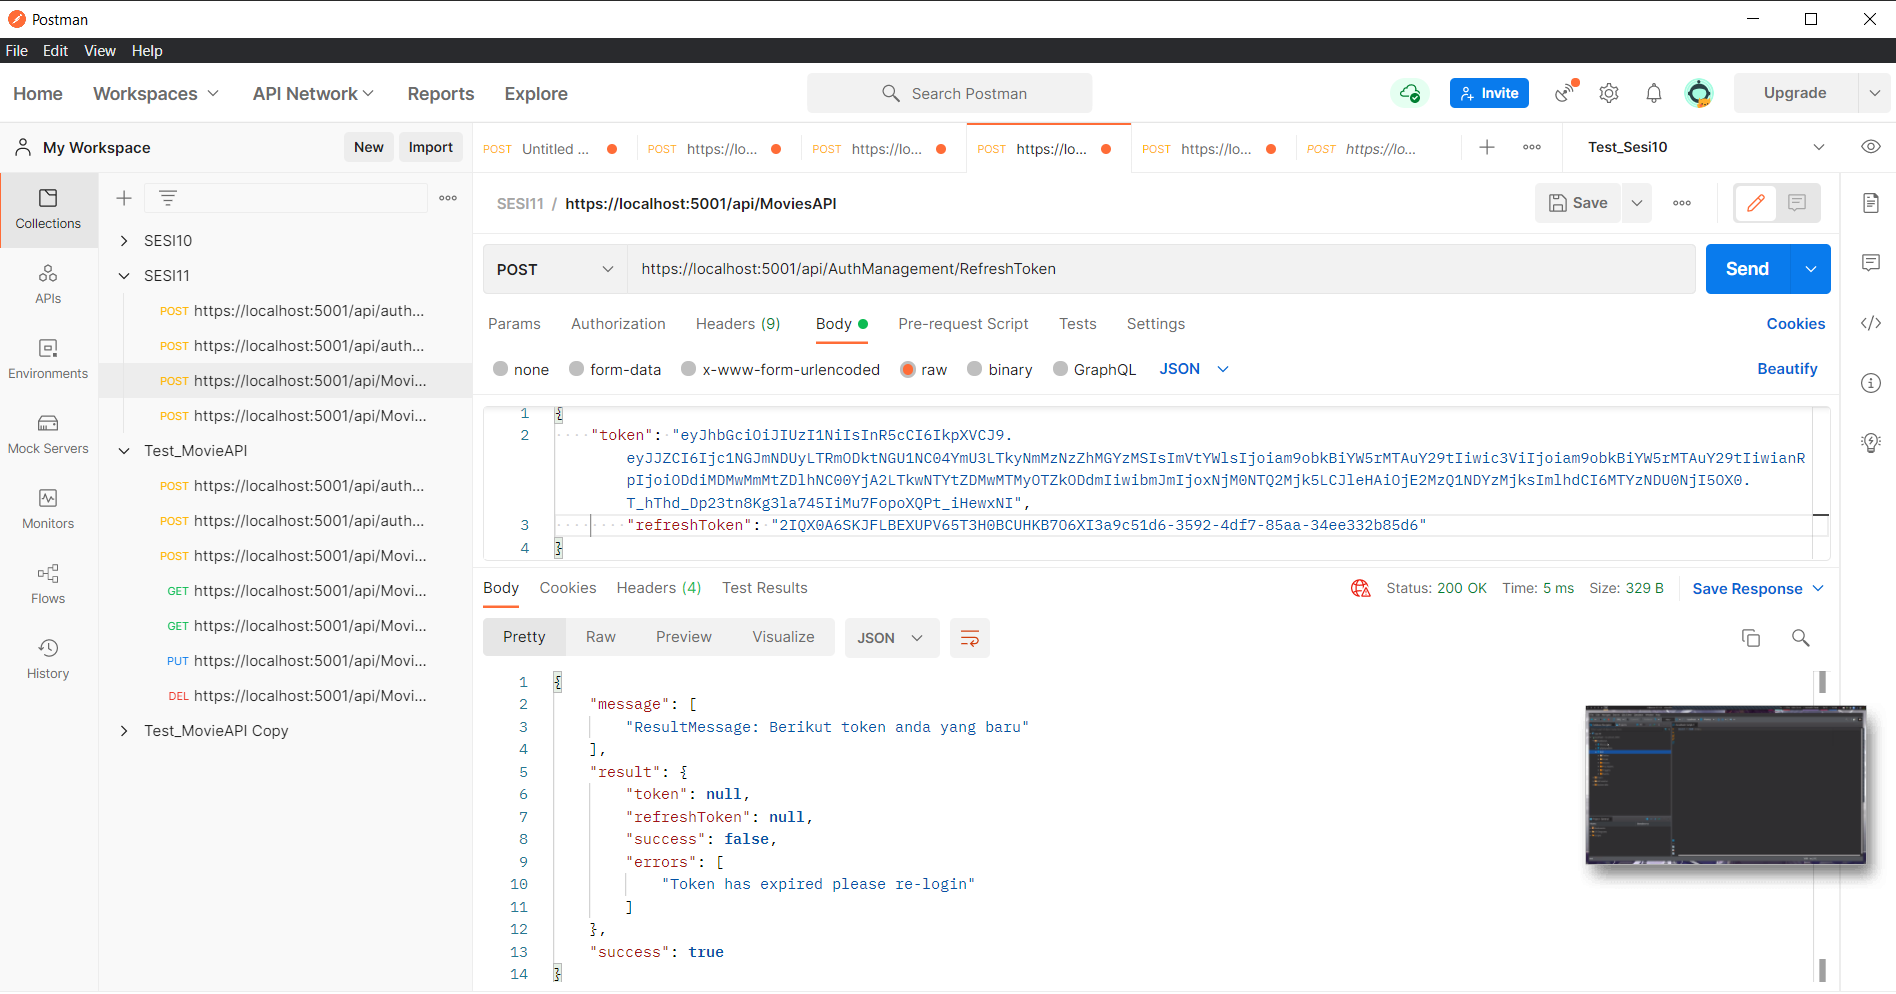 Postman
File Edit View Help
Home Workspaces API Network Reports Explore Search Postman Invite Upgrade
My Workspace New Import
POST Untitled ... POST https://lo... POST https://lo... POST https://lo... POST https://lo... POST https://lo... Test_Sesi10
Collections
APIs
Environments
Mock Servers
Monitors
Flows
History
SESI10
SESI11
POST https://localhost:5001/api/auth...
POST https://localhost:5001/api/auth...
POST https://localhost:5001/api/Movi...
POST https://localhost:5001/api/Movi...
Test_MovieAPI
POST https://localhost:5001/api/auth...
POST https://localhost:5001/api/auth...
POST https://localhost:5001/api/Movi...
GET https://localhost:5001/api/Movi...
GET https://localhost:5001/api/Movi...
PUT https://localhost:5001/api/Movi...
DEL https://localhost:5001/api/Movi...
Test_MovieAPI Copy
SESI11 / https://localhost:5001/api/MoviesAPI Save
POST https://localhost:5001/api/AuthManagement/RefreshToken Send
Params Authorization Headers (9) Body Pre-request Script Tests Settings Cookies
none form-data x-www-form-urlencoded raw binary GraphQL JSON Beautify
1 {
2 "token": "eyJhbGciOiJIUzI1NiIsInR5cCI6IkpXVCJ9.
eyJJZCI6Ijc1NGJmNDUyLTRmODktNGU1NC04YmU3LTkyNmMzNzZhMGYzMSIsImVtYWlsIjoiam9obkBiYW5rMTAuY29tIiwic3ViIjoiam9obkBiYW5rMTAuY29tIiwianR
pIjoiODdiMDMwMmMtZDlhNC00YjA2LTkwNTYtZDMwMTMyOTZkODdmIiwibmJmIjoxNjM0NTQ2Mjk5LCJleHAiOjE2MzQ1NDYzMjksImlhdCI6MTYzNDU0NjI5OX0.
T_hThd_Dp23tn8Kg3la745IiMu7FopoXQPt_iHewxNI",
3 "refreshToken": "2IQX0A6SKJFLBEXUPV65T3H0BCUHKB7O6XI3a9c51d6-3592-4df7-85aa-34ee332b85d6"
4 }
Body Cookies Headers (4) Test Results Status: 200 OK Time: 5 ms Size: 329 B Save Response
Pretty Raw Preview Visualize JSON
1 {
2 "message": [
3 "ResultMessage: Berikut token anda yang baru"
4 ],
5 "result": {
6 "token": null,
7 "refreshToken": null,
8 "success": false,
9 "errors": [
10 "Token has expired please re-login"
11 ]
12 },
13 "success": true
14 }